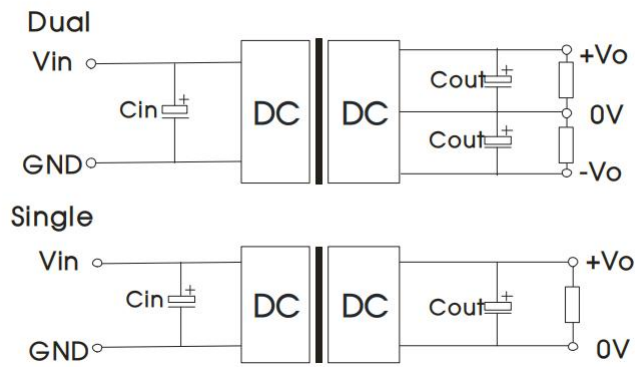 Dual
Vin
+Vo
Cout +
Cin +
DC DC
0V
Cout +
GND
-Vo
Single
Vin
+Vo
Cin +
DC DC
Cout +
GND
0V